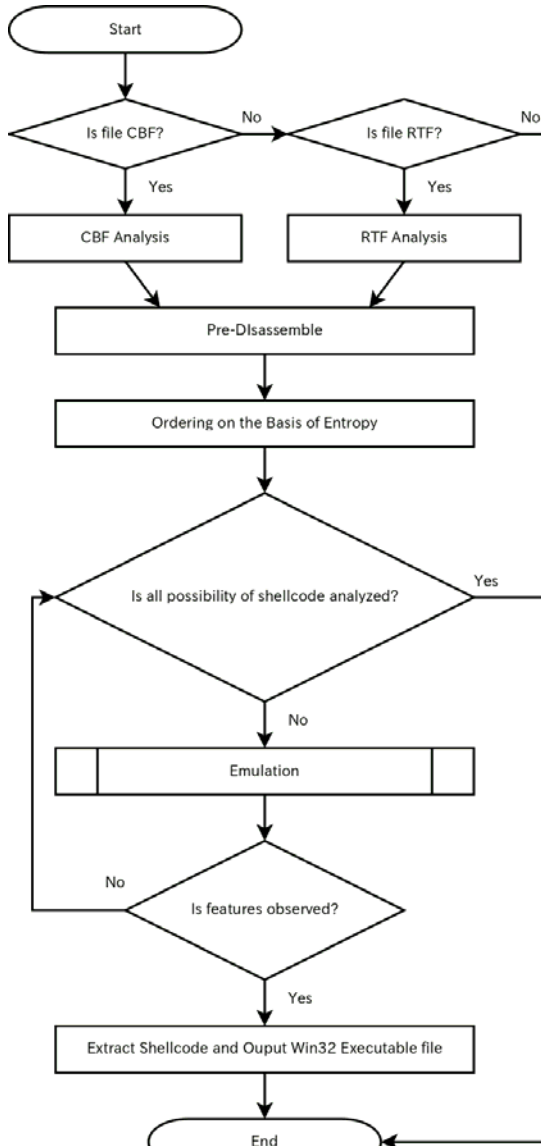 Start
Is file CBF?
No
Is file RTF?
No
Yes
Yes
CBF Analysis
RTF Analysis
Pre-DIsassemble
Ordering on the Basis of Entropy
Is all possibility of shellcode analyzed?
Yes
No
Emulation
No
Is features observed?
Yes
Extract Shellcode and Ouput Win32 Executable file
End